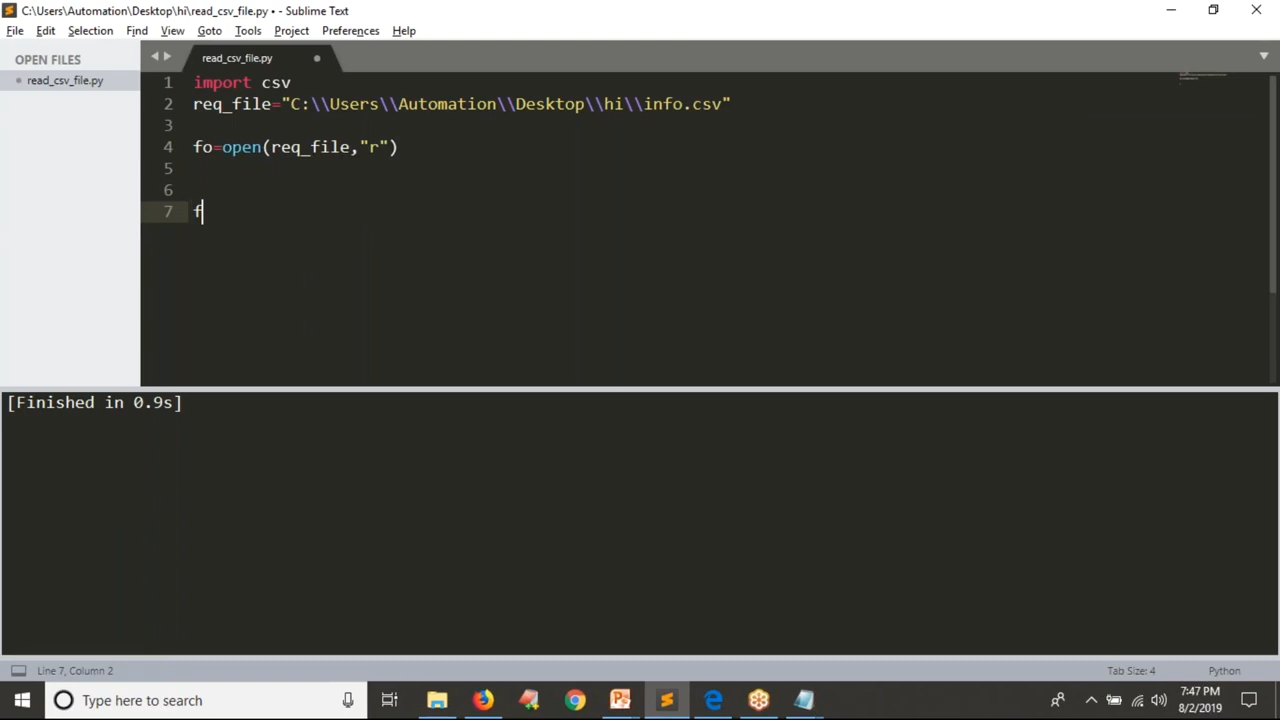 C:\Users\Automation\Desktop\hi\read_csv_file.py • - Sublime Text
File Edit Selection Find View Goto Tools Project Preferences Help
OPEN FILES
read_csv_file.py
read_csv_file.py
1 import csv
2 req_file="C:\\Users\\Automation\\Desktop\\hi\\info.csv"
3
4 fo=open(req_file,"r")
5
6
7 f
[Finished in 0.9s]
Line 7, Column 2 Tab Size: 4 Python
Type here to search
7:47 PM
8/2/2019